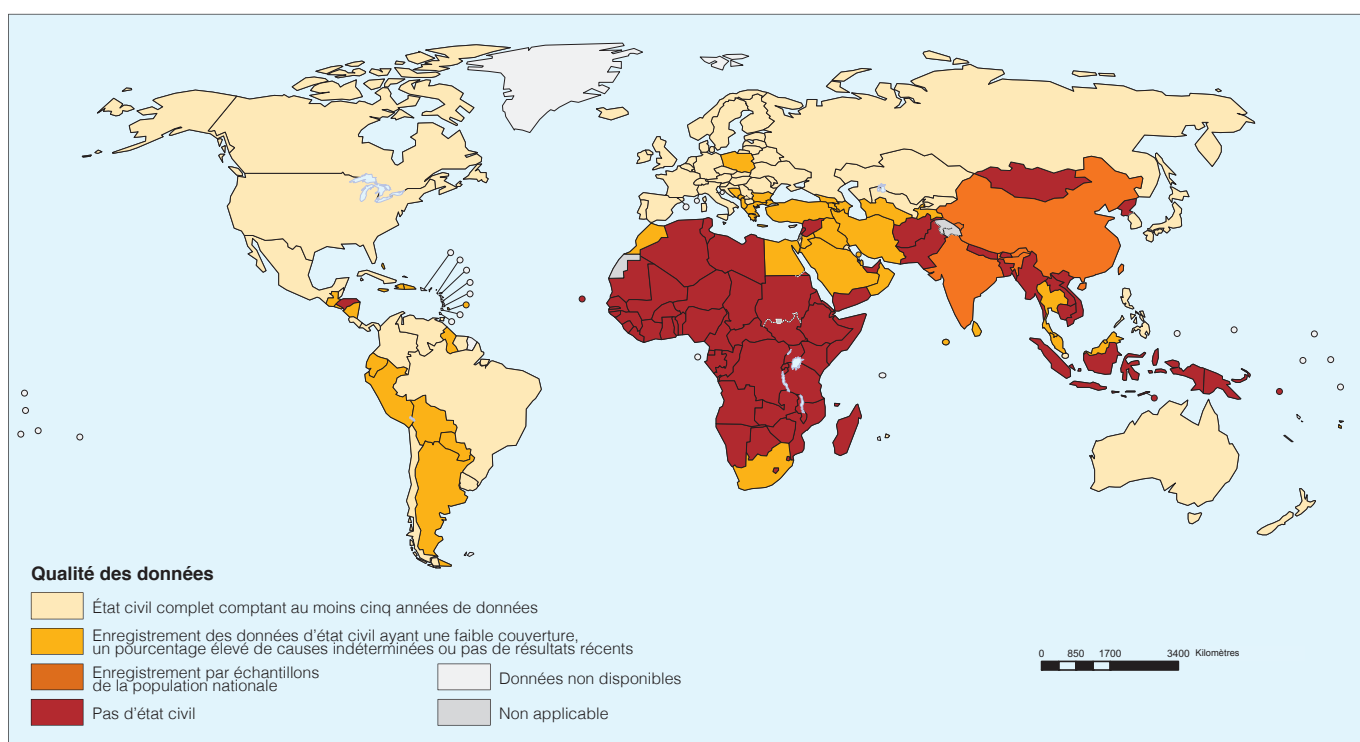 Qualité des données
État civil complet comptant au moins cinq années de données
Enregistrement des données d'état civil ayant une faible couverture,
un pourcentage élevé de causes indéterminées ou pas de résultats récents
Enregistrement par échantillons
de la population nationale
Pas d'état civil
Données non disponibles
Non applicable
0 850 1700 3400 Kilomètres